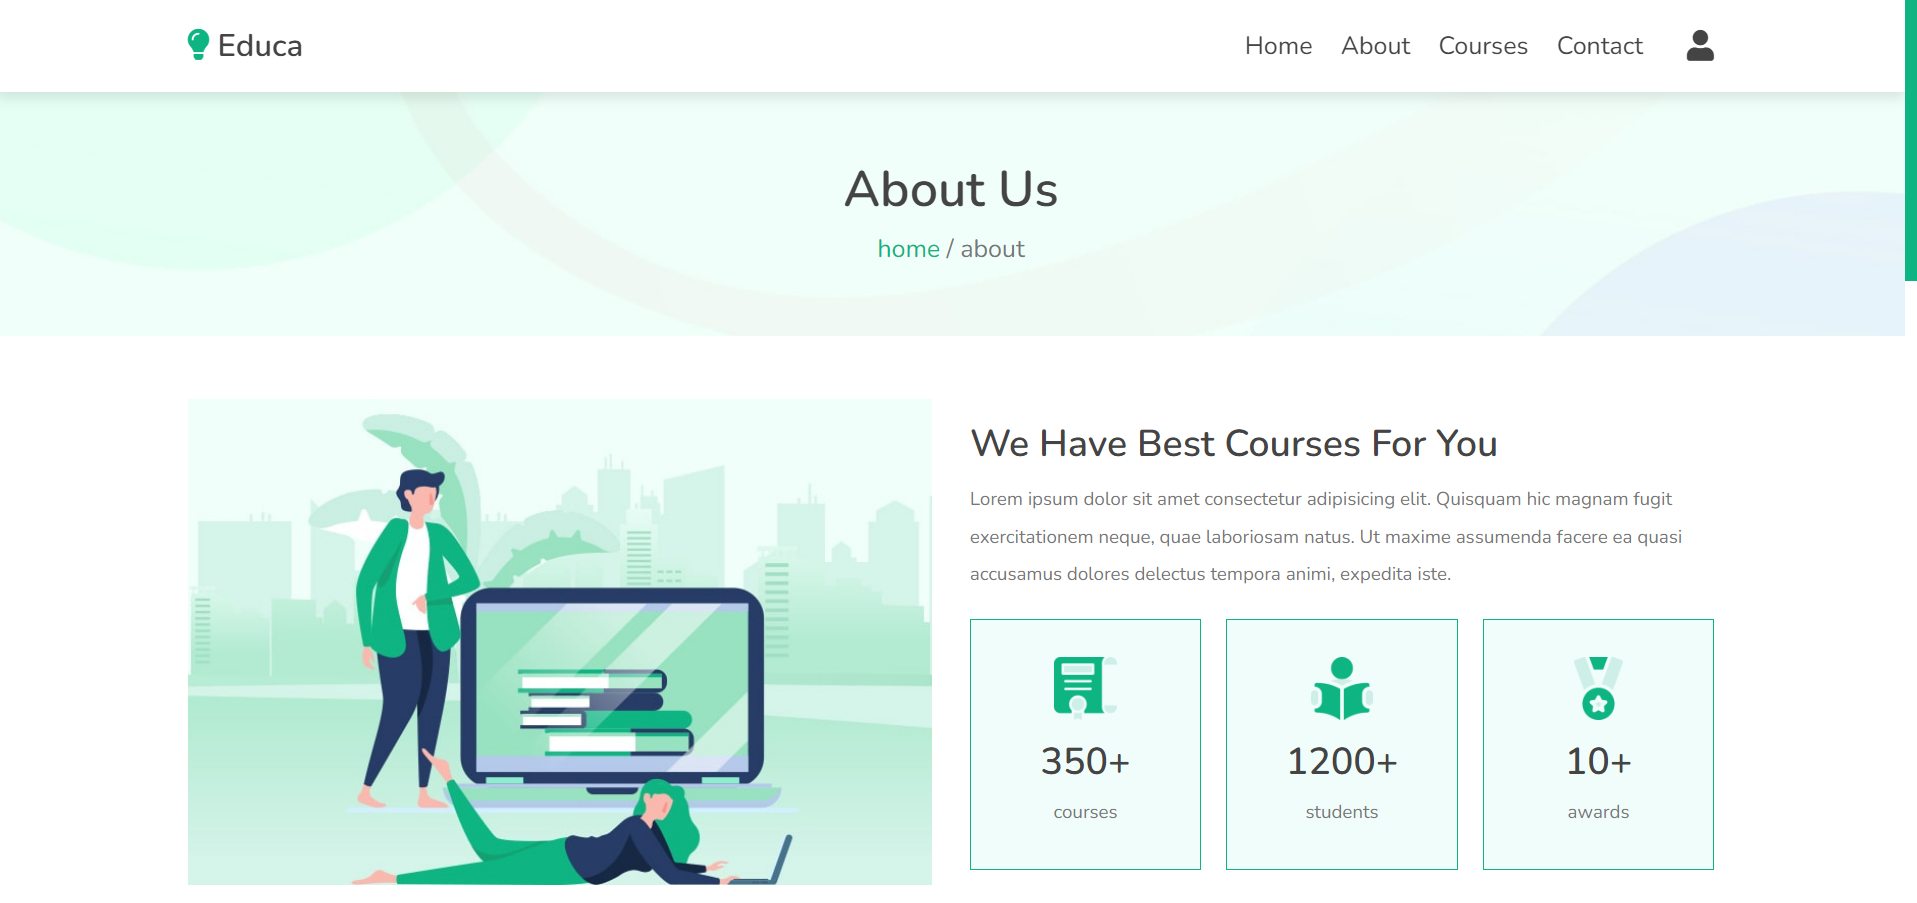 Educa
Home About Courses Contact
About Us
home / about
We Have Best Courses For You
Lorem ipsum dolor sit amet consectetur adipisicing elit. Quisquam hic magnam fugit
exercitationem neque, quae laboriosam natus. Ut maxime assumenda facere ea quasi
accusamus dolores delectus tempora animi, expedita iste.
350+
courses
1200+
students
10+
awards